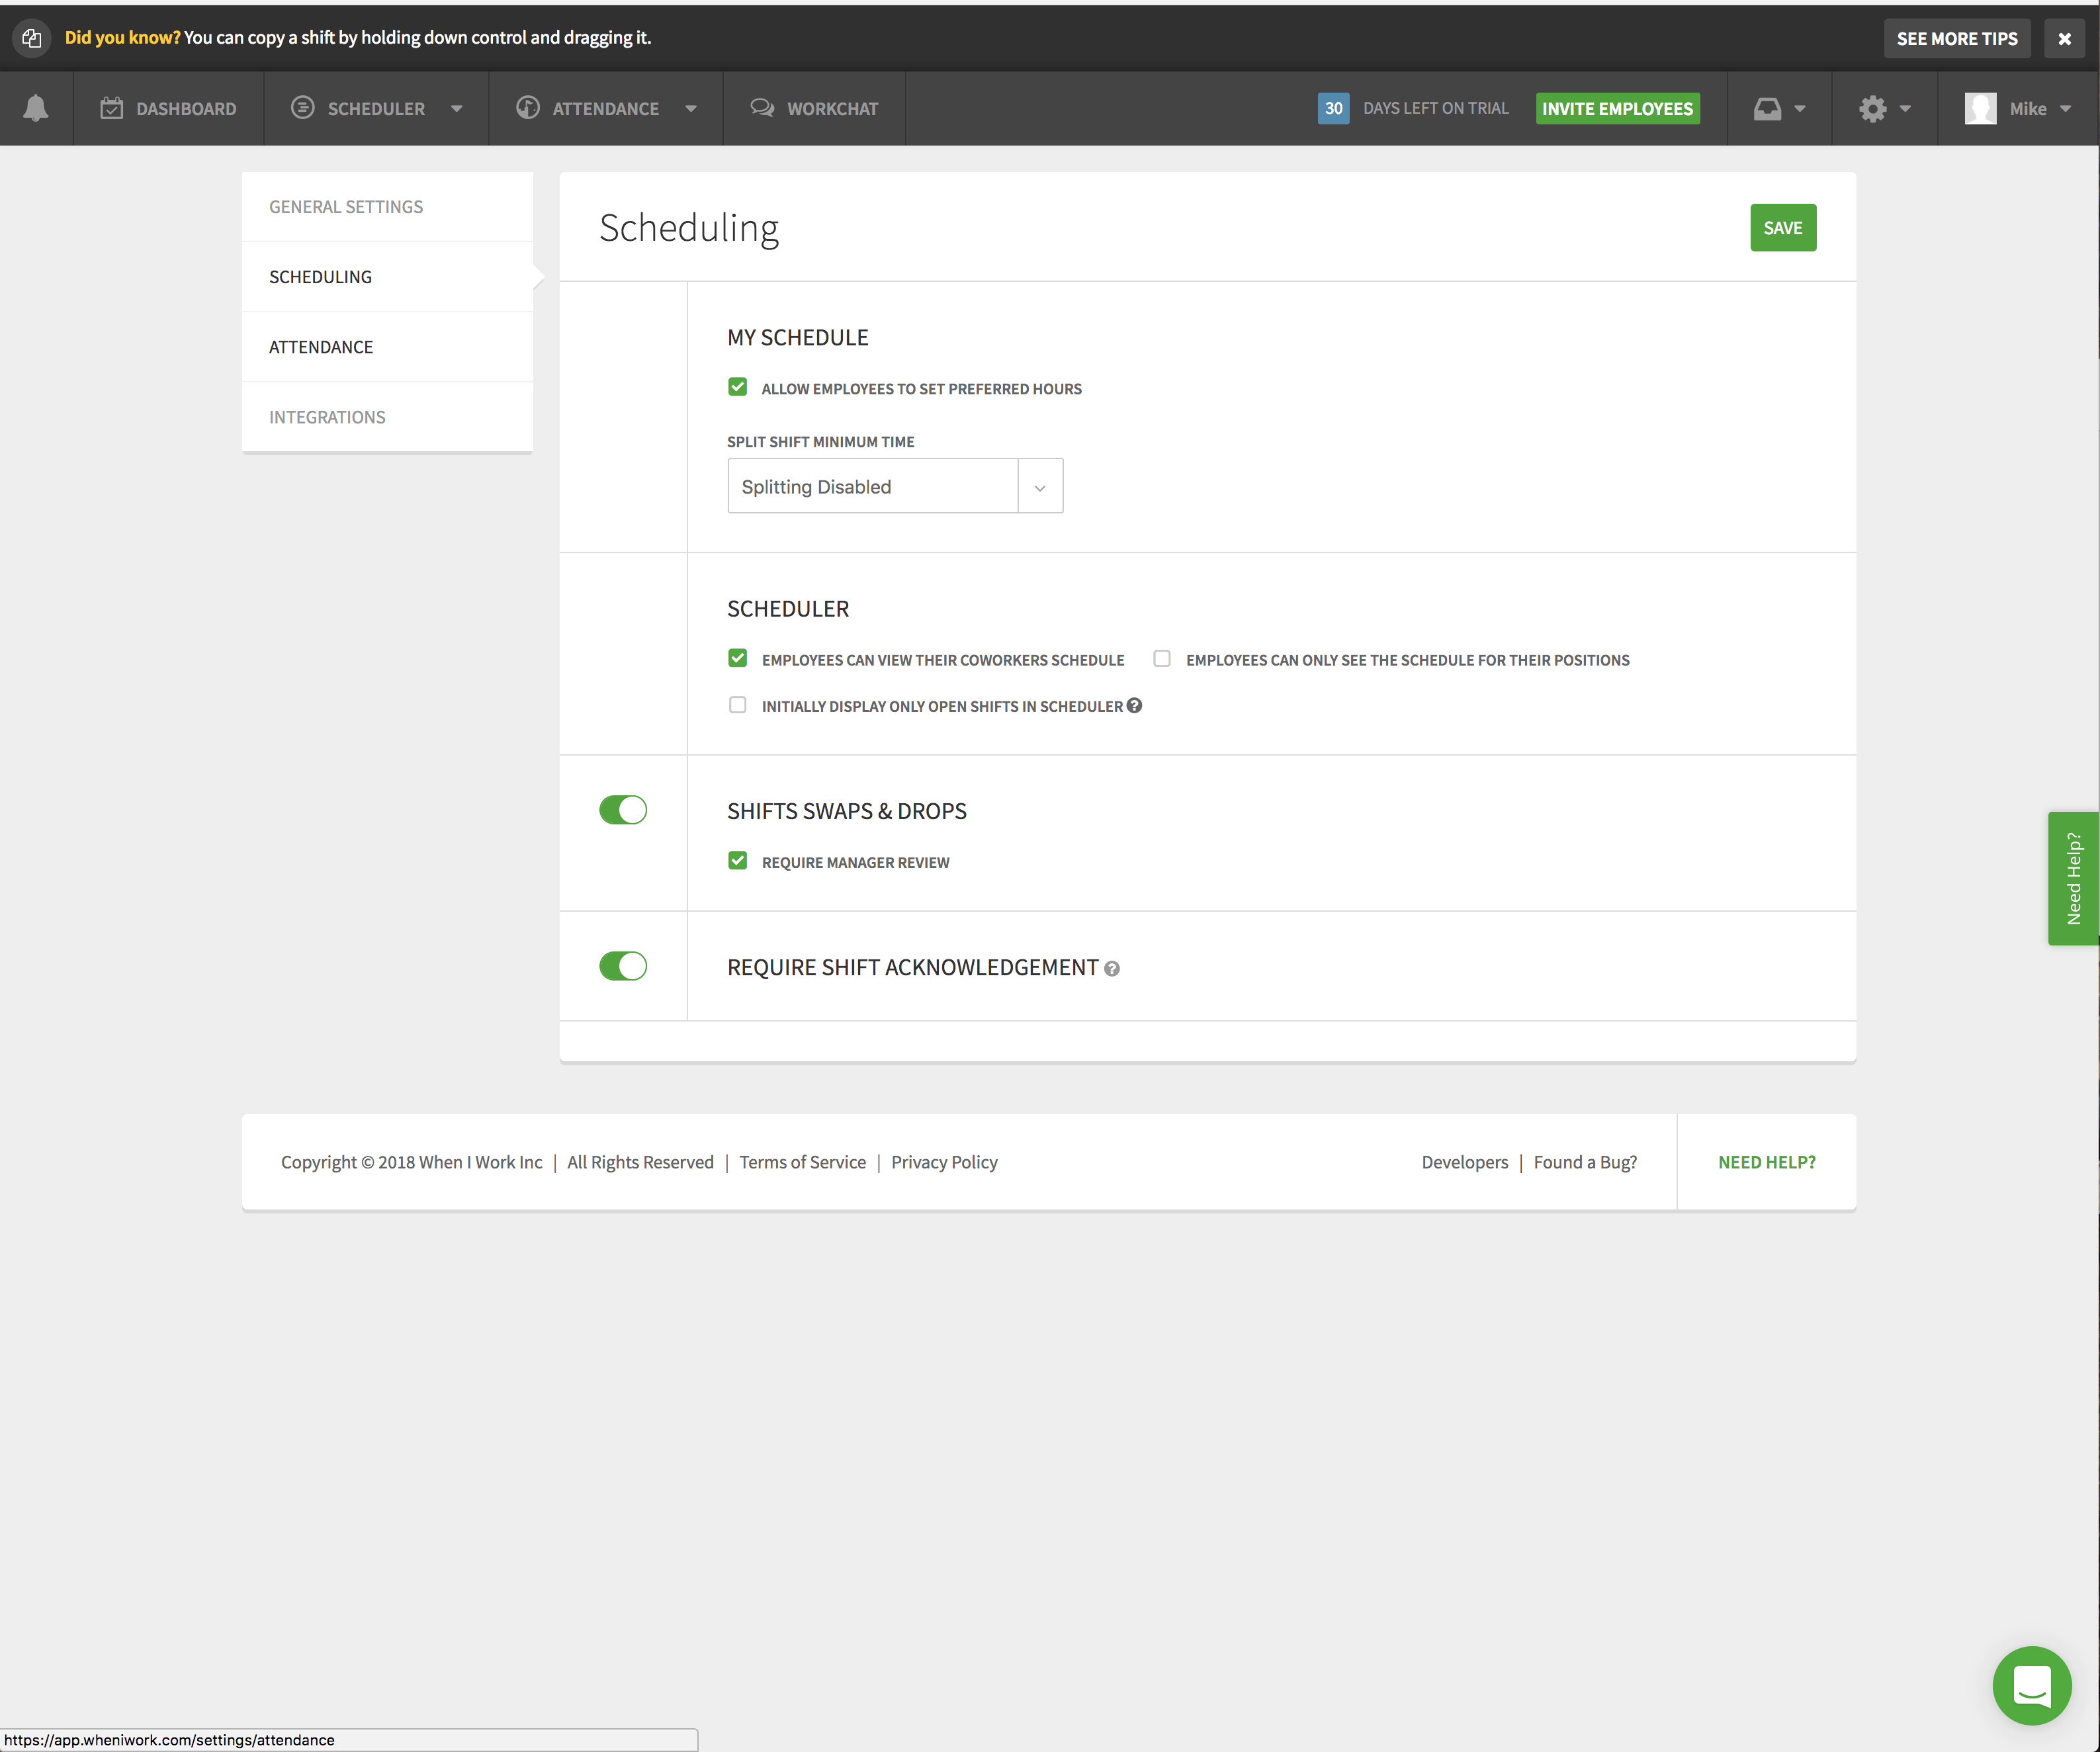 Did you know? You can copy a shift by holding down control and dragging it.
SEE MORE TIPS
DASHBOARD
SCHEDULER
ATTENDANCE
WORKCHAT
30 DAYS LEFT ON TRIAL
INVITE EMPLOYEES
Mike
GENERAL SETTINGS
SCHEDULING
ATTENDANCE
INTEGRATIONS
Scheduling
SAVE
MY SCHEDULE
ALLOW EMPLOYEES TO SET PREFERRED HOURS
SPLIT SHIFT MINIMUM TIME
Splitting Disabled
SCHEDULER
EMPLOYEES CAN VIEW THEIR COWORKERS SCHEDULE
EMPLOYEES CAN ONLY SEE THE SCHEDULE FOR THEIR POSITIONS
INITIALLY DISPLAY ONLY OPEN SHIFTS IN SCHEDULER ?
SHIFTS SWAPS & DROPS
REQUIRE MANAGER REVIEW
REQUIRE SHIFT ACKNOWLEDGEMENT ?
Need Help?
Copyright © 2018 When I Work Inc | All Rights Reserved | Terms of Service | Privacy Policy
Developers | Found a Bug?
NEED HELP?
https://app.wheniwork.com/settings/attendance